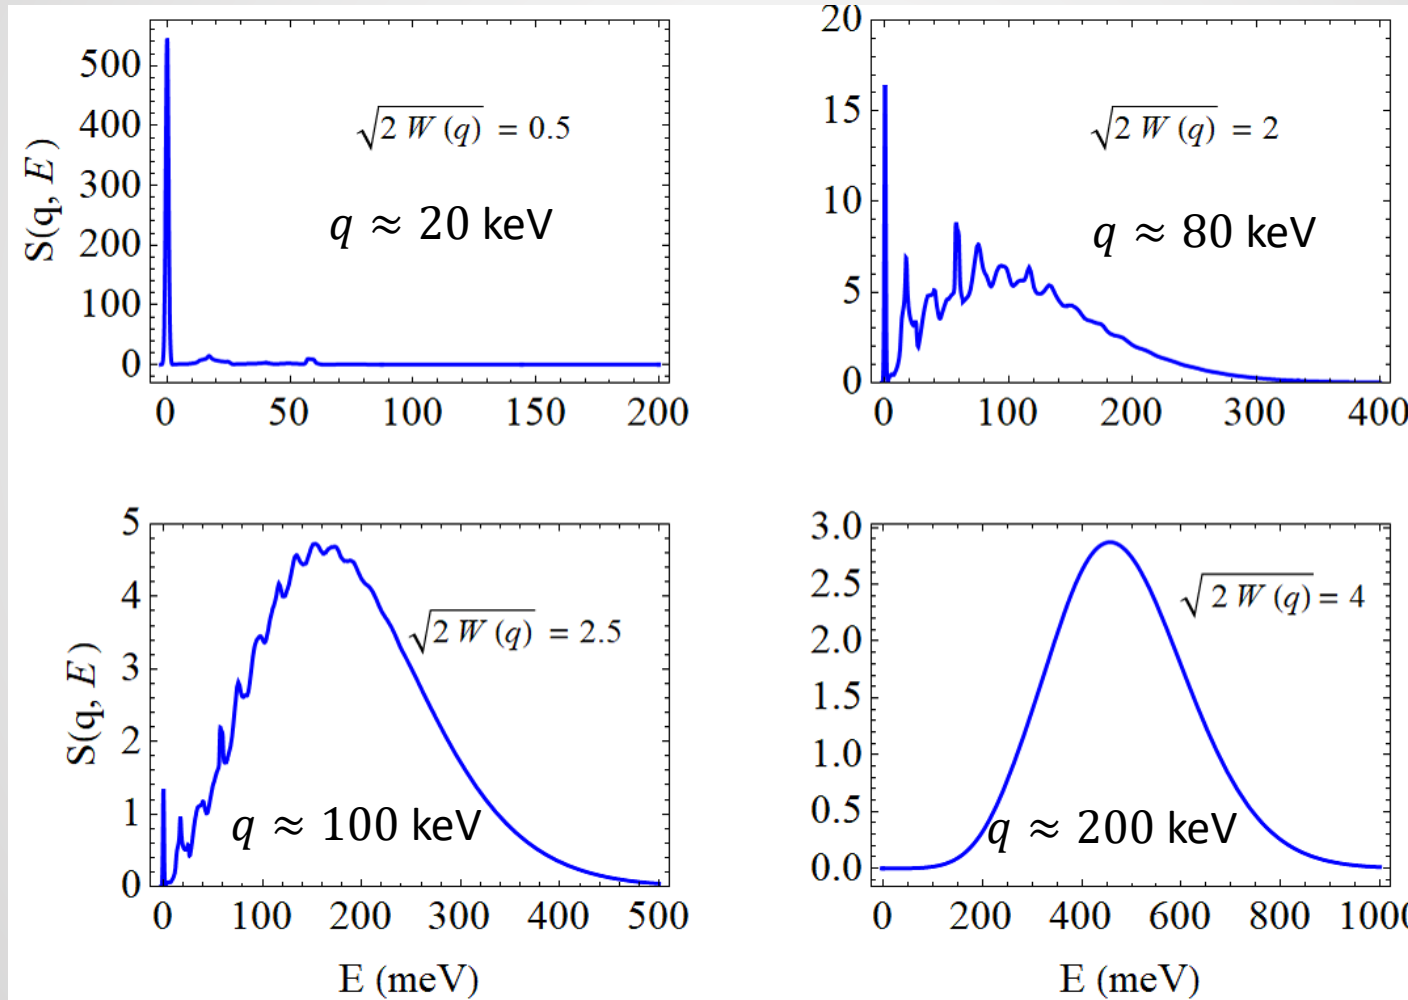 500
400
300
200
100
0
S(q, E)
√2 W (q) = 0.5
q ≈ 20 keV
0 50 100 150 200
20
15
10
5
0
√2 W (q) = 2
q ≈ 80 keV
0 100 200 300 400
5
4
3
2
1
0
S(q, E)
√2 W (q) = 2.5
q ≈ 100 keV
0 100 200 300 400 500
E (meV)
3.0
2.5
2.0
1.5
1.0
0.5
0.0
√2 W (q) = 4
q ≈ 200 keV
0 200 400 600 800 1000
E (meV)